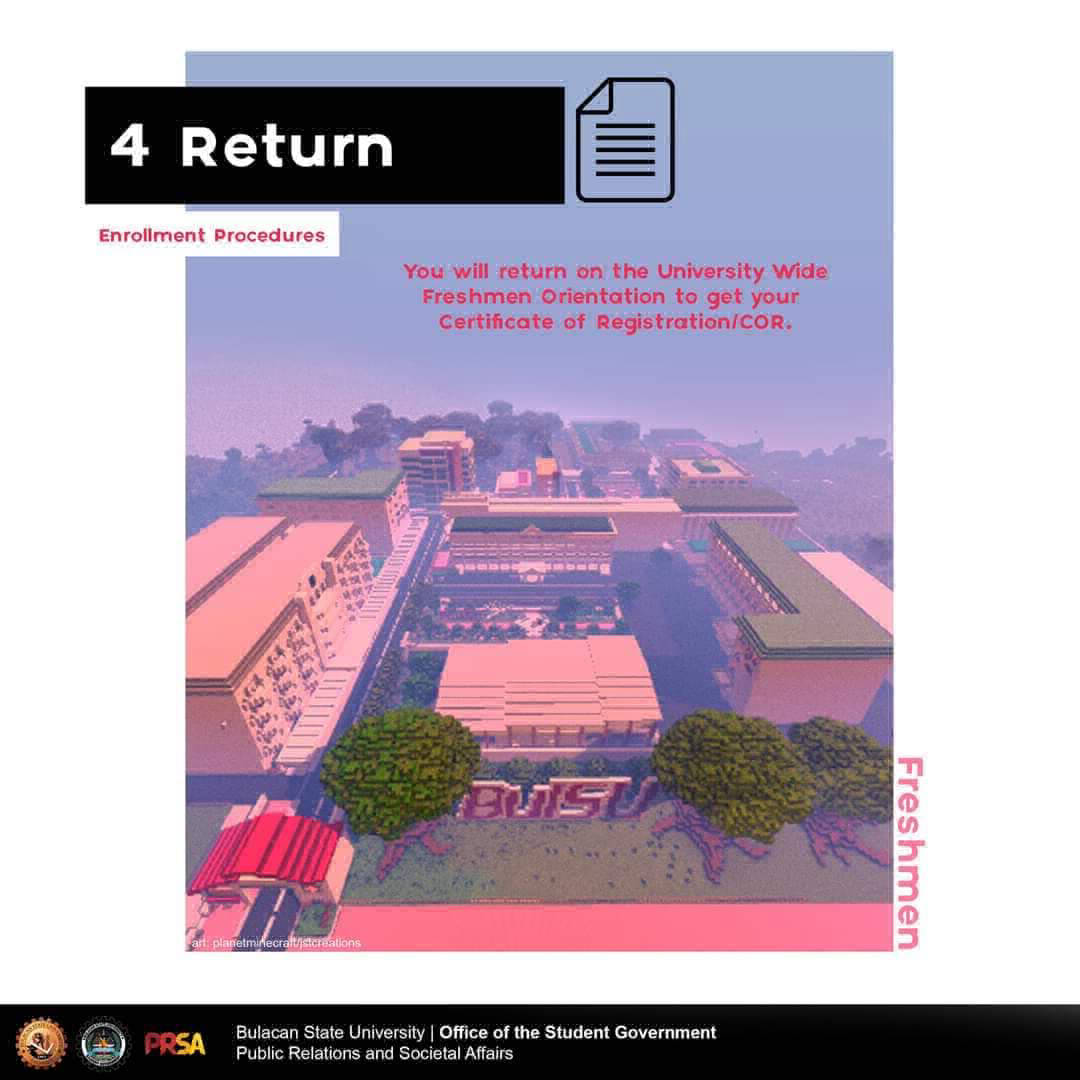 4 Return
Enrollment Procedures
You will return on the University Wide
Freshmen Orientation to get your
Certificate of Registration/COR.
BulSU
Freshmen
art: planetminecraft/jstcreations
PRSA
Bulacan State University | Office of the Student Government
Public Relations and Societal Affairs